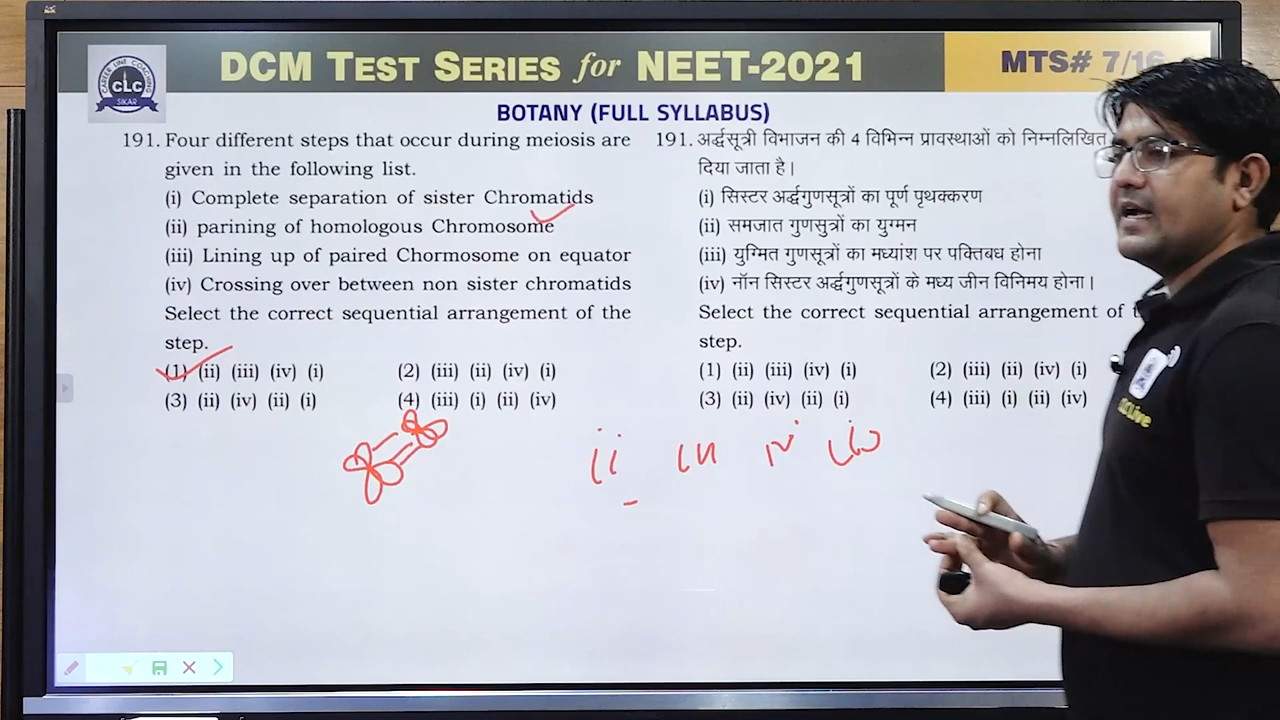 DCM TEST SERIES for NEET-2021
MTS# 7/16
CAREER LINE COACHING
CLC
SIKAR
BOTANY (FULL SYLLABUS)
191. Four different steps that occur during meiosis are
given in the following list.
(i) Complete separation of sister Chromatids
(ii) parining of homologous Chromosome
(iii) Lining up of paired Chormosome on equator
(iv) Crossing over between non sister chromatids
Select the correct sequential arrangement of the
step.
(1) (ii) (iii) (iv) (i)
(2) (iii) (ii) (iv) (i)
(3) (ii) (iv) (ii) (i)
(4) (iii) (i) (ii) (iv)
191. अर्द्धसूत्री विभाजन की 4 विभिन्न प्रावस्थाओं को निम्नलिखित
दिया जाता है।
(i) सिस्टर अर्द्धगुणसूत्रों का पूर्ण पृथक्करण
(ii) समजात गुणसुत्रों का युग्मन
(iii) युग्मित गुणसूत्रों का मध्यांश पर पक्तिबध होना
(iv) नॉन सिस्टर अर्द्धगुणसूत्रों के मध्य जीन विनिमय होना।
Select the correct sequential arrangement of t
step.
(1) (ii) (iii) (iv) (i)
(2) (iii) (ii) (iv) (i)
(3) (ii) (iv) (ii) (i)
(4) (iii) (i) (ii) (iv)
ii iii iv
CLCLive